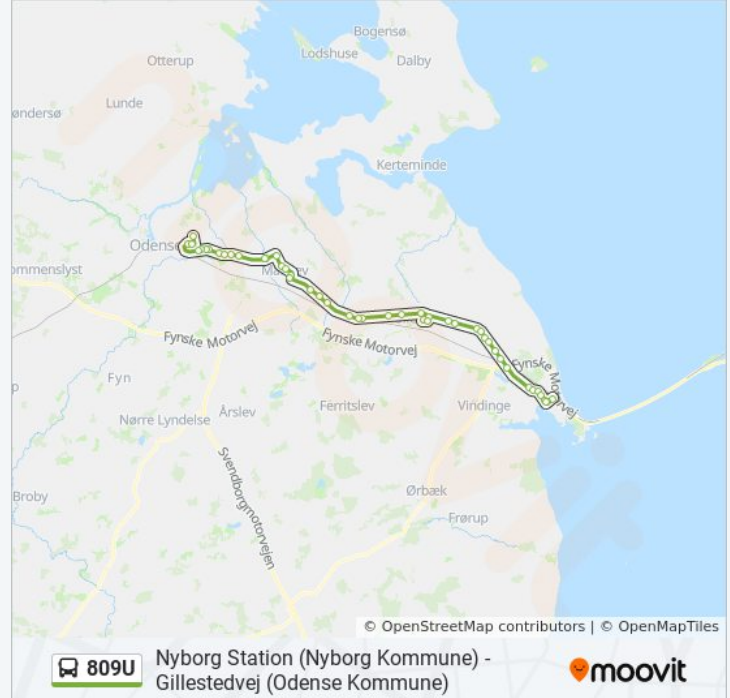 Bogensø
Otterup
Lodshuse
Dalby
Lunde
øndersø
Kerteminde
Odense
ommenslyst
Fynske Motorvej
Fynske Motorvej
Fynske Motorvej
Fyn
Nørre Lyndelse
Årslev
Ferritslev
Vindinge
Svendborgmotorvejen
Ørbæk
Frørup
Broby
© OpenStreetMap contributors | © OpenMapTiles
809U
Nyborg Station (Nyborg Kommune) -
Gillestedvej (Odense Kommune)
moovit